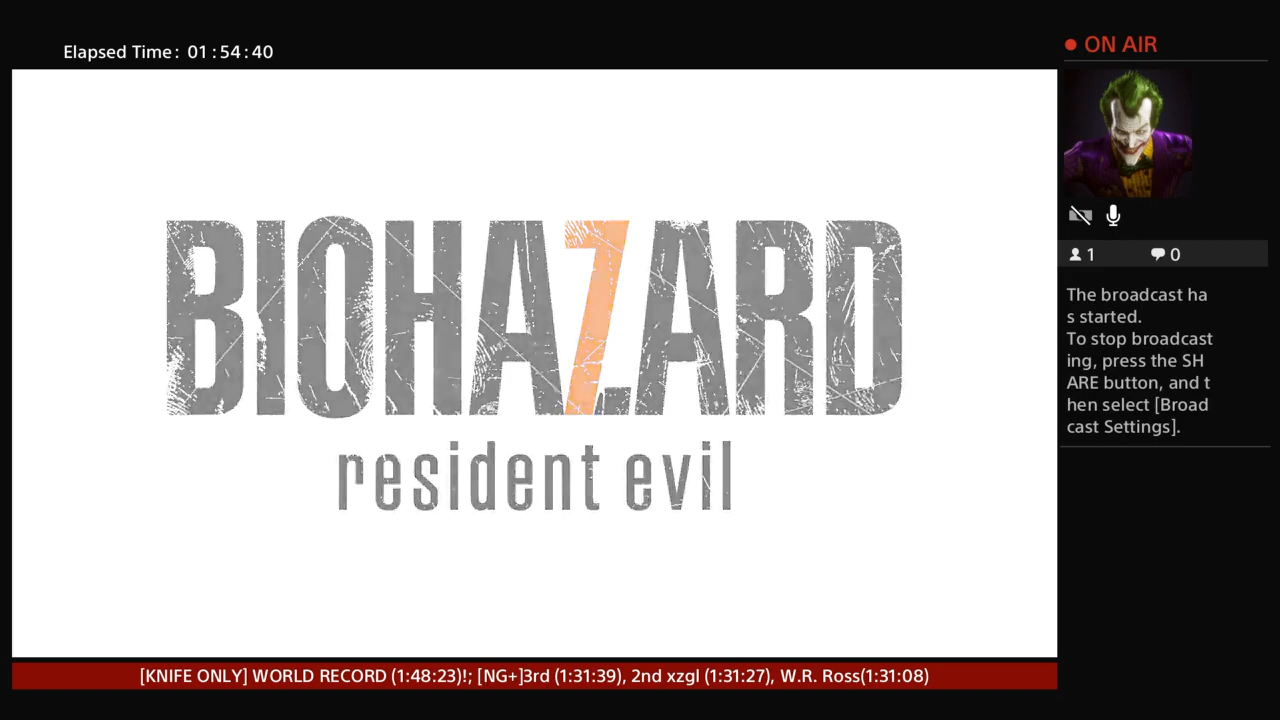 Elapsed Time: 01:54:40
ON AIR
BIOHAZARD
resident evil
1
0
The broadcast ha
s started.
To stop broadcast
ing, press the SH
ARE button, and t
hen select [Broad
cast Settings].
[KNIFE ONLY] WORLD RECORD (1:48:23)!; [NG+]3rd (1:31:39), 2nd xzgl (1:31:27), W.R. Ross(1:31:08)